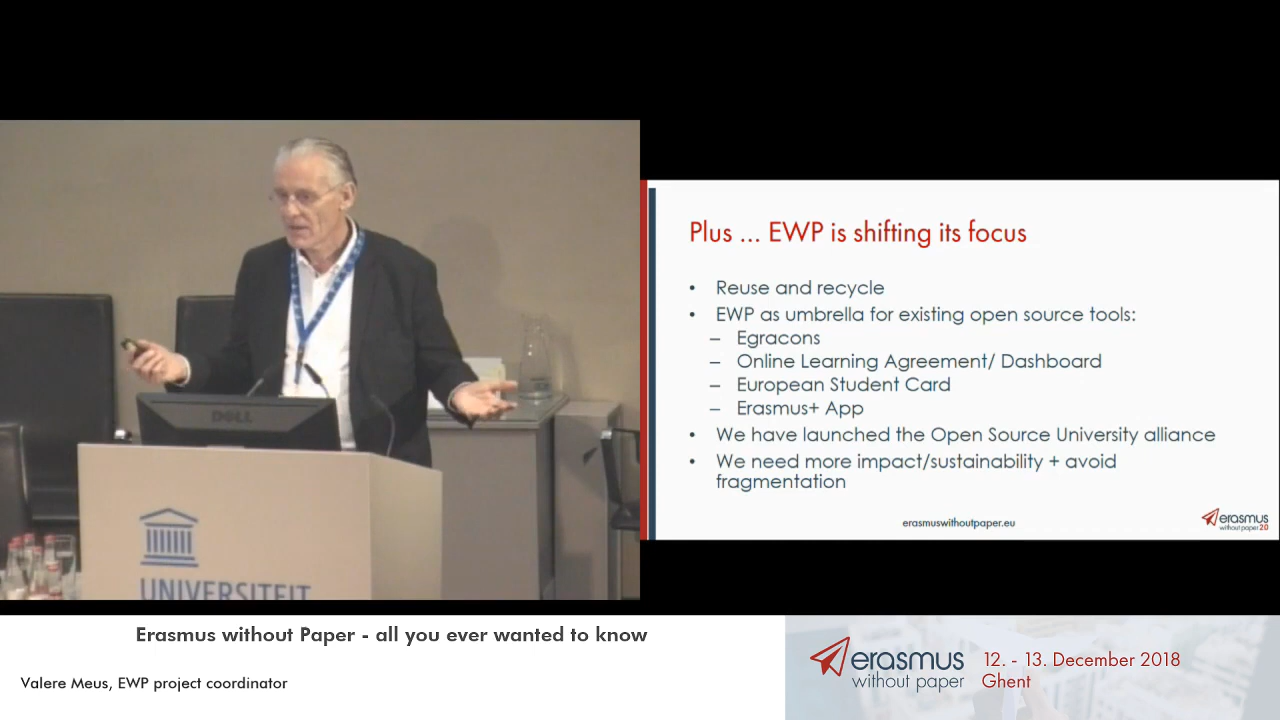 DELL
UNIVERSITEIT
Plus ... EWP is shifting its focus
• Reuse and recycle
• EWP as umbrella for existing open source tools:
– Egracons
– Online Learning Agreement/ Dashboard
– European Student Card
– Erasmus+ App
• We have launched the Open Source University alliance
• We need more impact/sustainability + avoid
fragmentation
erasmuswithoutpaper.eu
erasmus
without paper 2.0
Erasmus without Paper - all you ever wanted to know
Valere Meus, EWP project coordinator
erasmus
without paper
12. - 13. December 2018
Ghent